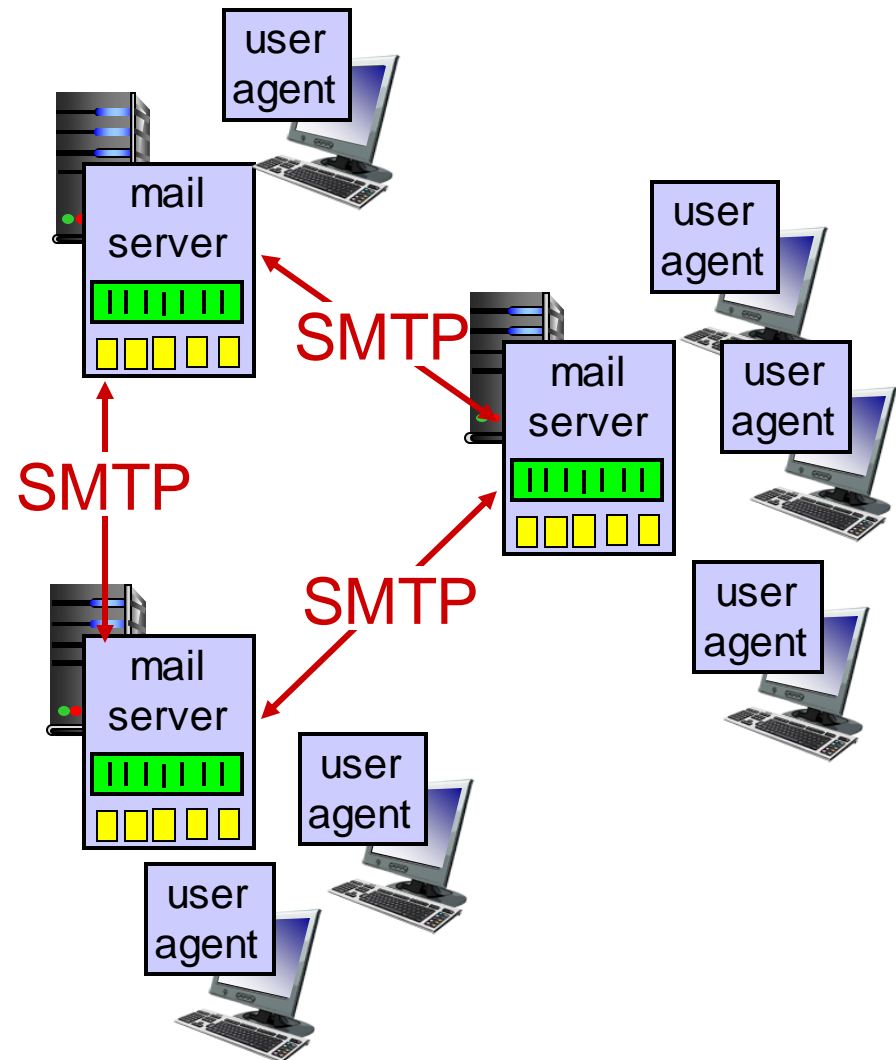 user
agent
mail
server
SMTP
user
agent
mail
server
user
agent
SMTP
SMTP
user
agent
mail
server
user
agent
user
agent